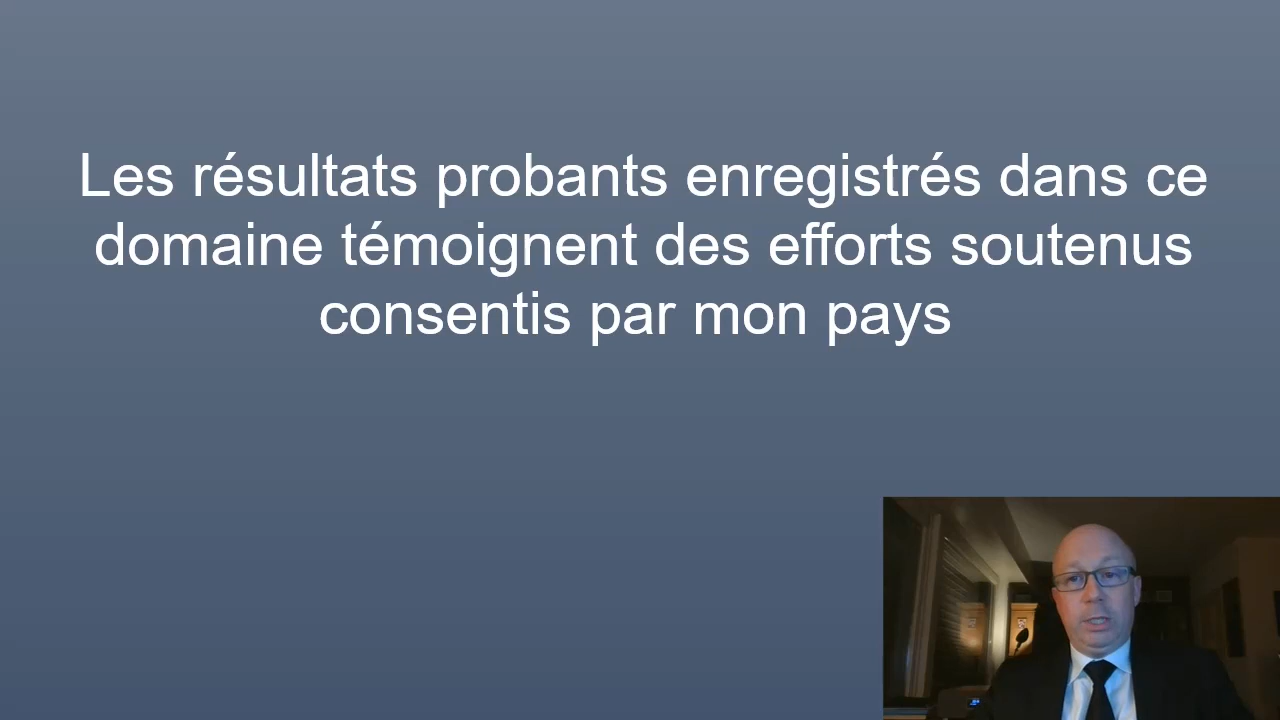 Les résultats probants enregistrés dans ce
domaine témoignent des efforts soutenus
consentis par mon pays